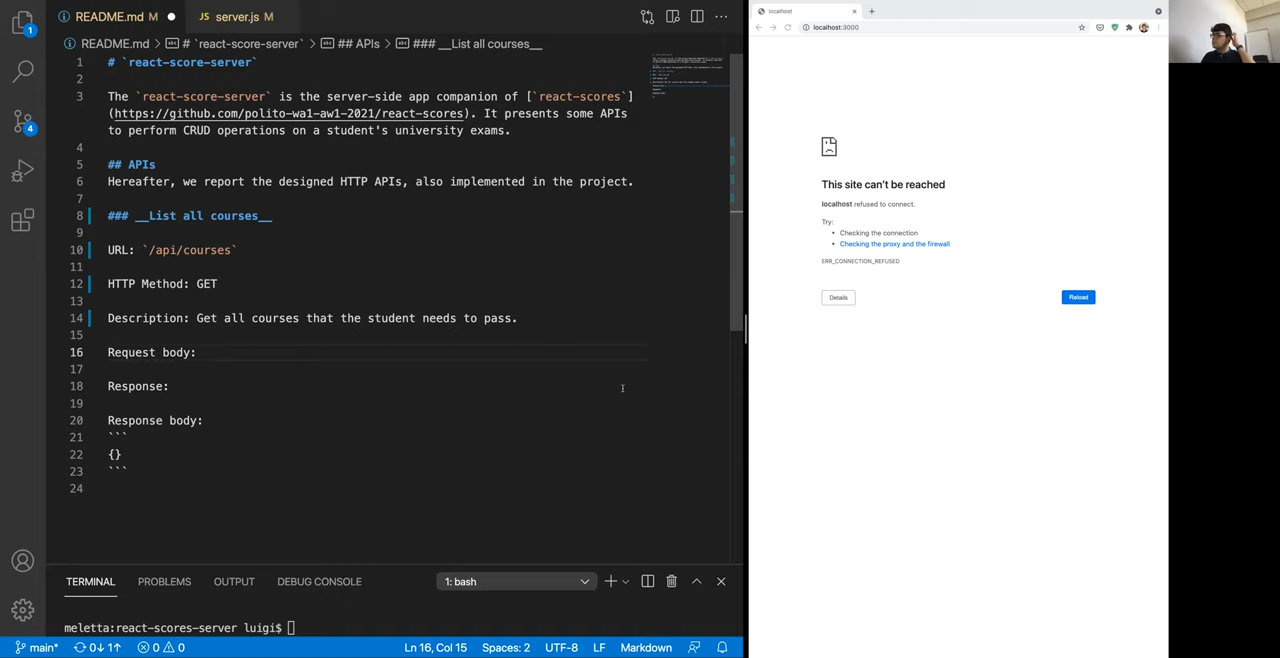 README.md M
JS server.js M
README.md > # `react-score-server` > ## APIs > ### __List all courses__
1 # `react-score-server`
2
3 The `react-score-server` is the server-side app companion of [`react-scores`]
(https://github.com/polito-wa1-aw1-2021/react-scores). It presents some APIs
to perform CRUD operations on a student's university exams.
4
5 ## APIs
6 Hereafter, we report the designed HTTP APIs, also implemented in the project.
7
8 ### __List all courses__
9
10 URL: `/api/courses`
11
12 HTTP Method: GET
13
14 Description: Get all courses that the student needs to pass.
15
16 Request body:
17
18 Response:
19
20 Response body:
21 ```
22 {}
23 ```
24
1
4
TERMINAL PROBLEMS OUTPUT DEBUG CONSOLE 1: bash
meletta:react-scores-server luigi$
main* 0↓ 1↑ 0 0 Ln 16, Col 15 Spaces: 2 UTF-8 LF Markdown
localhost
localhost:3000
This site can't be reached
localhost refused to connect.
Try:
• Checking the connection
• Checking the proxy and the firewall
ERR_CONNECTION_REFUSED
Details
Reload